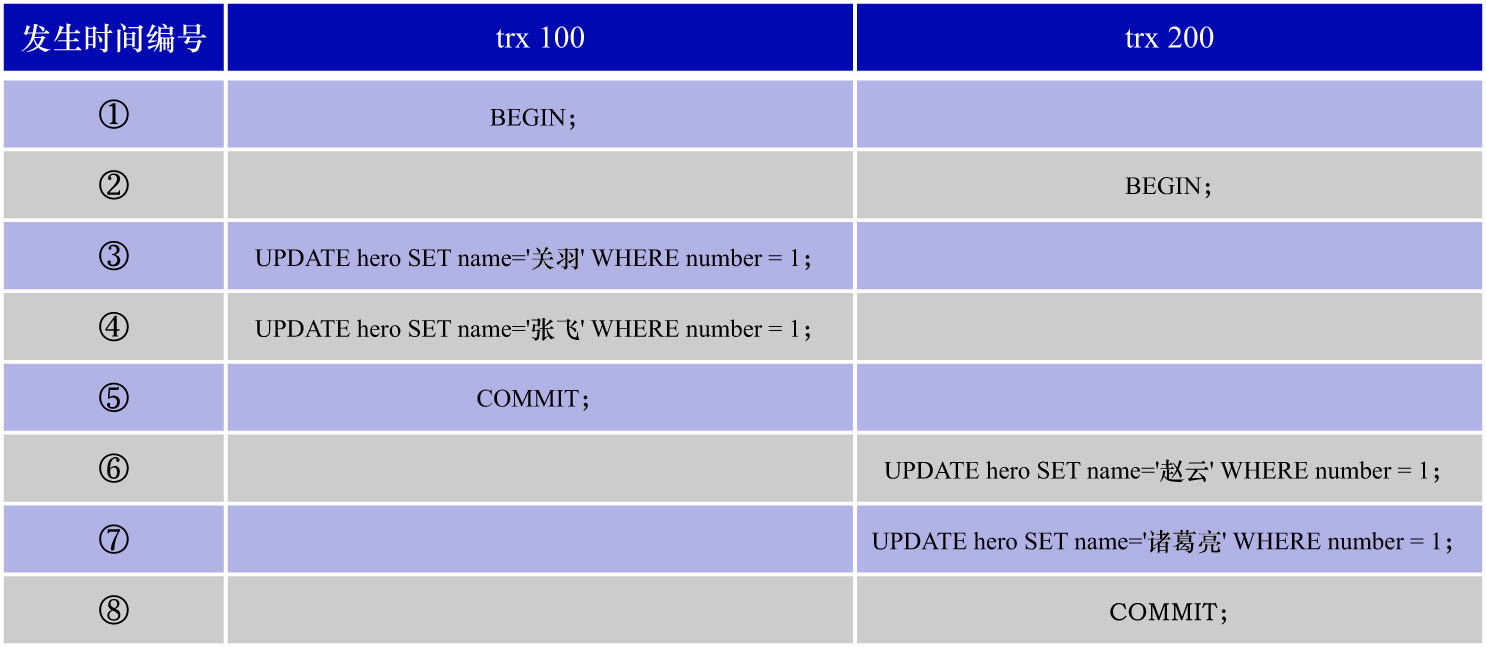 发生时间编号 trx 100 trx 200
① BEGIN；
② BEGIN；
③ UPDATE hero SET name='关羽' WHERE number = 1；
④ UPDATE hero SET name='张飞' WHERE number = 1；
⑤ COMMIT；
⑥ UPDATE hero SET name='赵云' WHERE number = 1；
⑦ UPDATE hero SET name='诸葛亮' WHERE number = 1；
⑧ COMMIT；